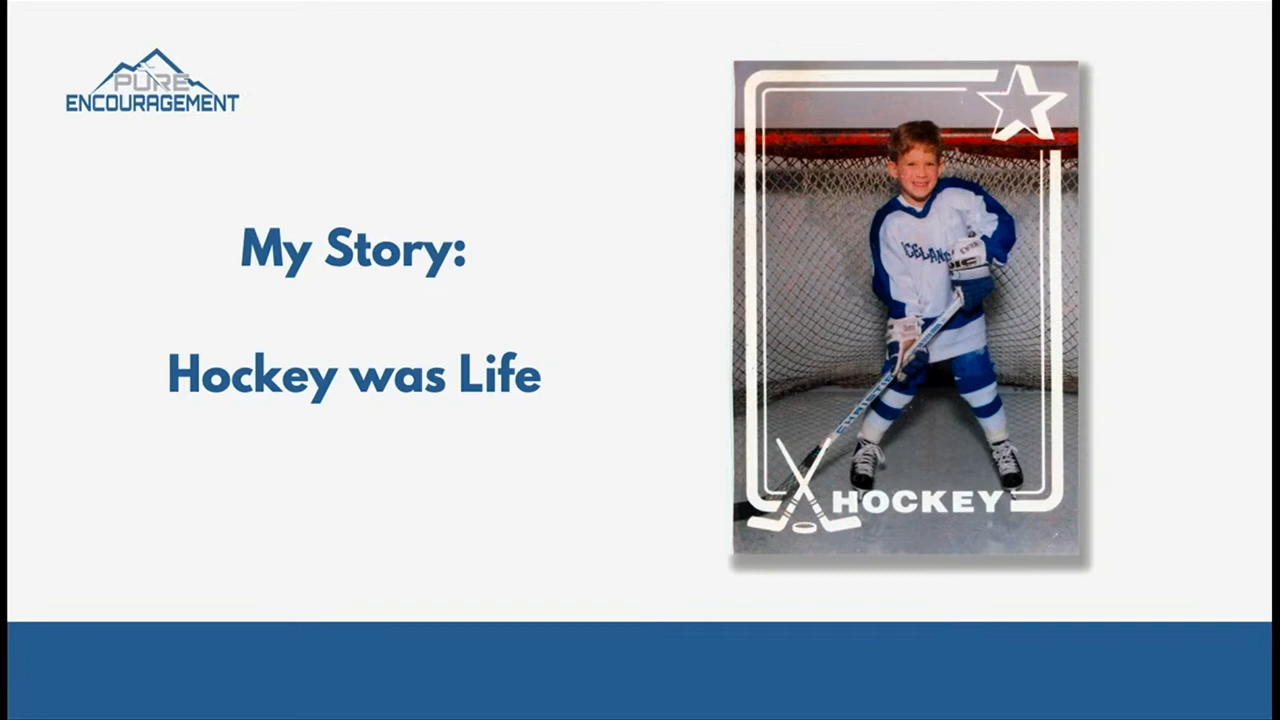 PURE
ENCOURAGEMENT
My Story:
Hockey was Life
HOCKEY